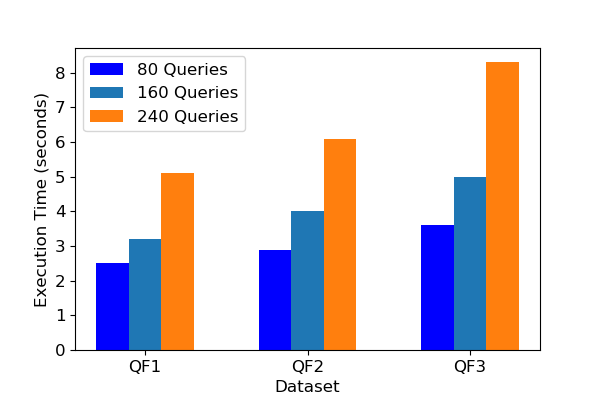 80 Queries
160 Queries
240 Queries
Execution Time (seconds)
8
7
6
5
4
3
2
1
0
QF1 QF2 QF3
Dataset